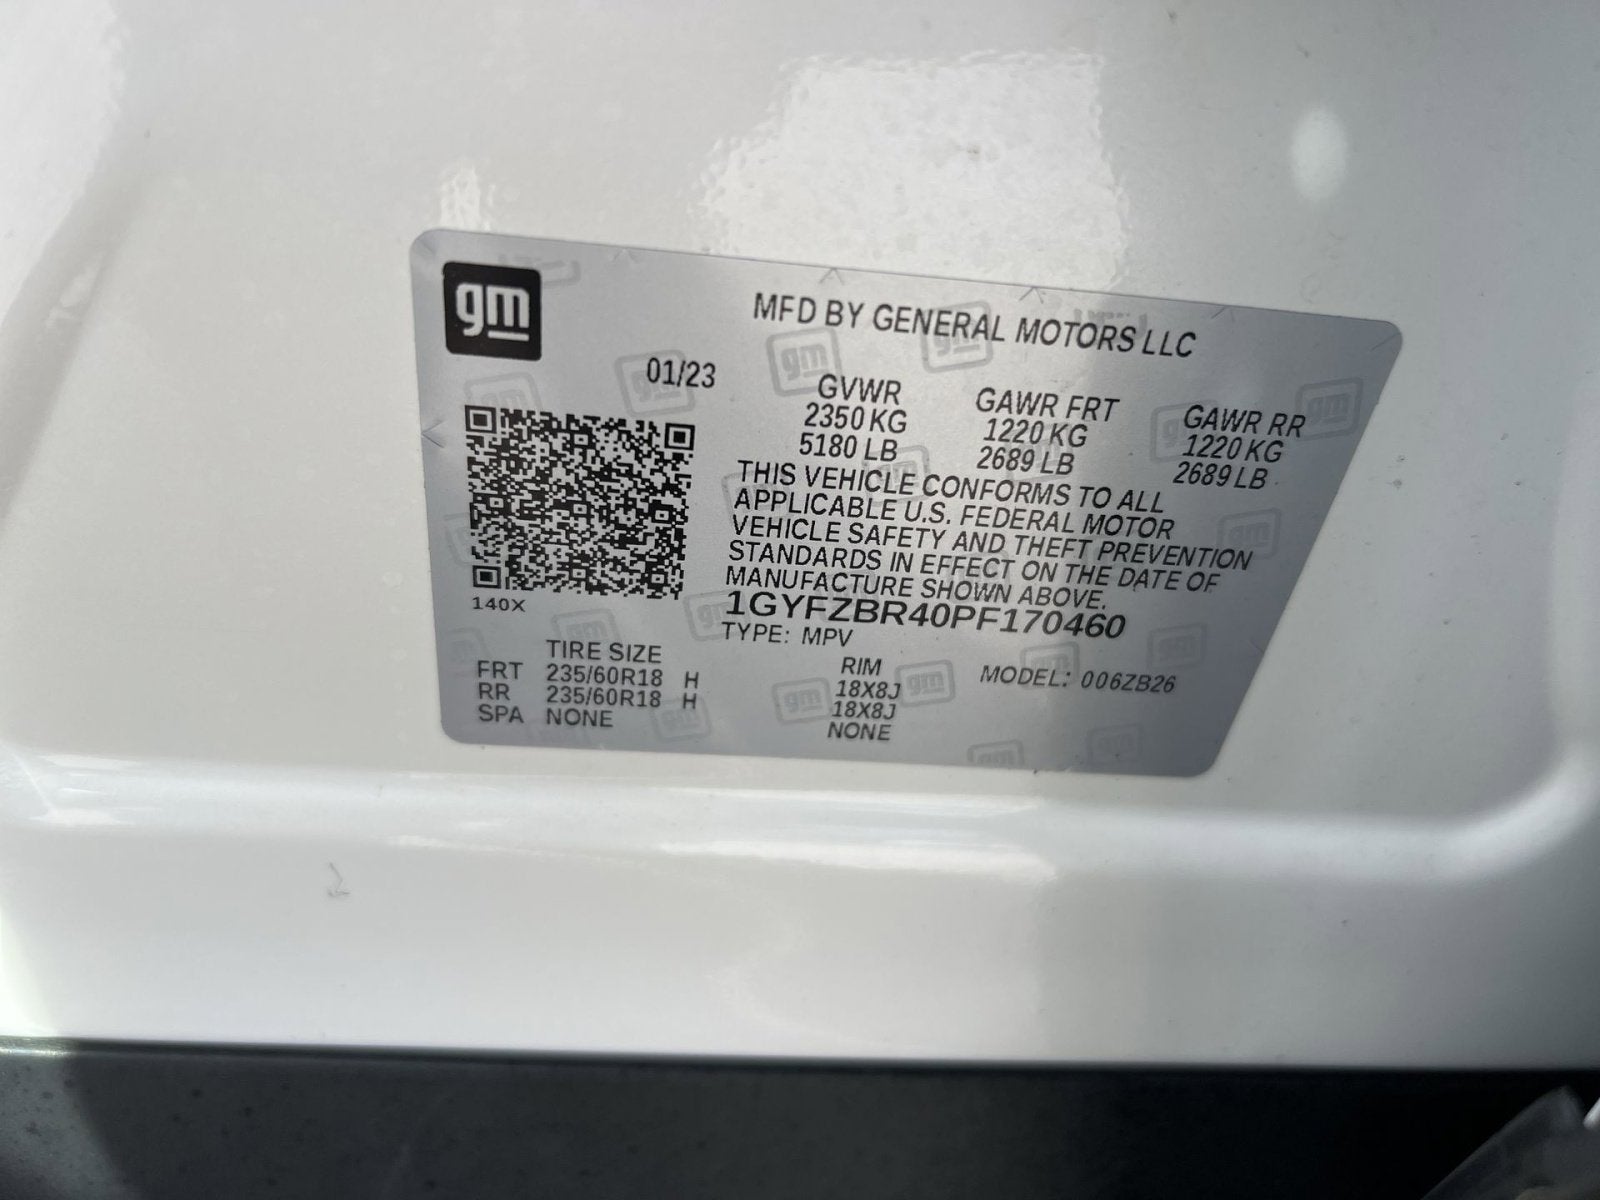 gm
MFD BY GENERAL MOTORS LLC
01/23
GVWR GAWR FRT GAWR RR
2350 KG 1220 KG 1220 KG
5180 LB 2689 LB 2689 LB
THIS VEHICLE CONFORMS TO ALL
APPLICABLE U.S. FEDERAL MOTOR
VEHICLE SAFETY AND THEFT PREVENTION
STANDARDS IN EFFECT ON THE DATE OF
MANUFACTURE SHOWN ABOVE.
1GYFZBR40PF170460
140X
TYPE: MPV
TIRE SIZE RIM MODEL: 006ZB26
FRT 235/60R18 H 18X8J
RR 235/60R18 H 18X8J
SPA NONE NONE